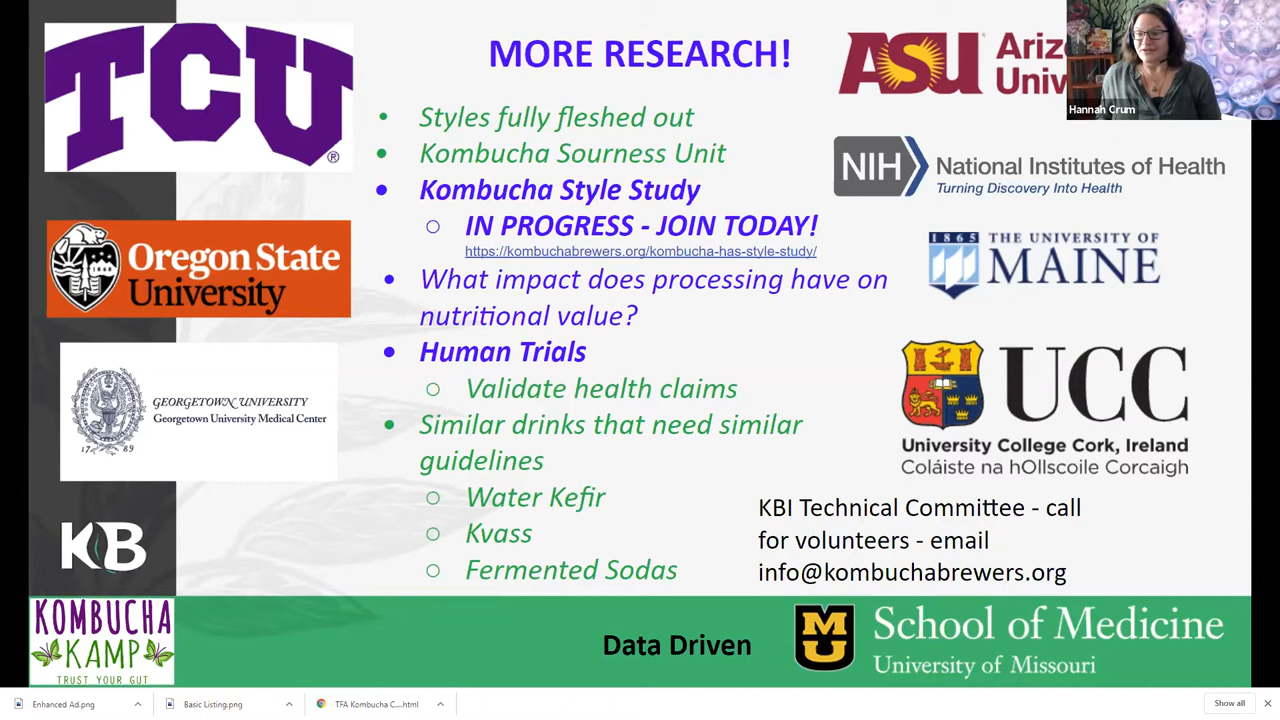 TCU
®
MORE RESEARCH!
ASU Arizo
Univ
Hannah Crum
Styles fully fleshed out
Kombucha Sourness Unit
Kombucha Style Study
IN PROGRESS - JOIN TODAY!
https://kombuchabrewers.org/kombucha-has-style-study/
What impact does processing have on
nutritional value?
Human Trials
Validate health claims
Similar drinks that need similar
guidelines
Water Kefir
Kvass
Fermented Sodas
NIH National Institutes of Health
Turning Discovery Into Health
1865 THE UNIVERSITY OF
MAINE
Oregon State
University
GEORGETOWN UNIVERSITY
Georgetown University Medical Center
17 89
UCC
University College Cork, Ireland
Coláiste na hOllscoile Corcaigh
KBI Technical Committee - call
for volunteers - email
info@kombuchabrewers.org
KB
KOMBUCHA
KAMP
TRUST YOUR GUT
Data Driven
MU
School of Medicine
University of Missouri
Enhanced Ad.png
Basic Listing.png
TFA Kombucha C....html
Show all